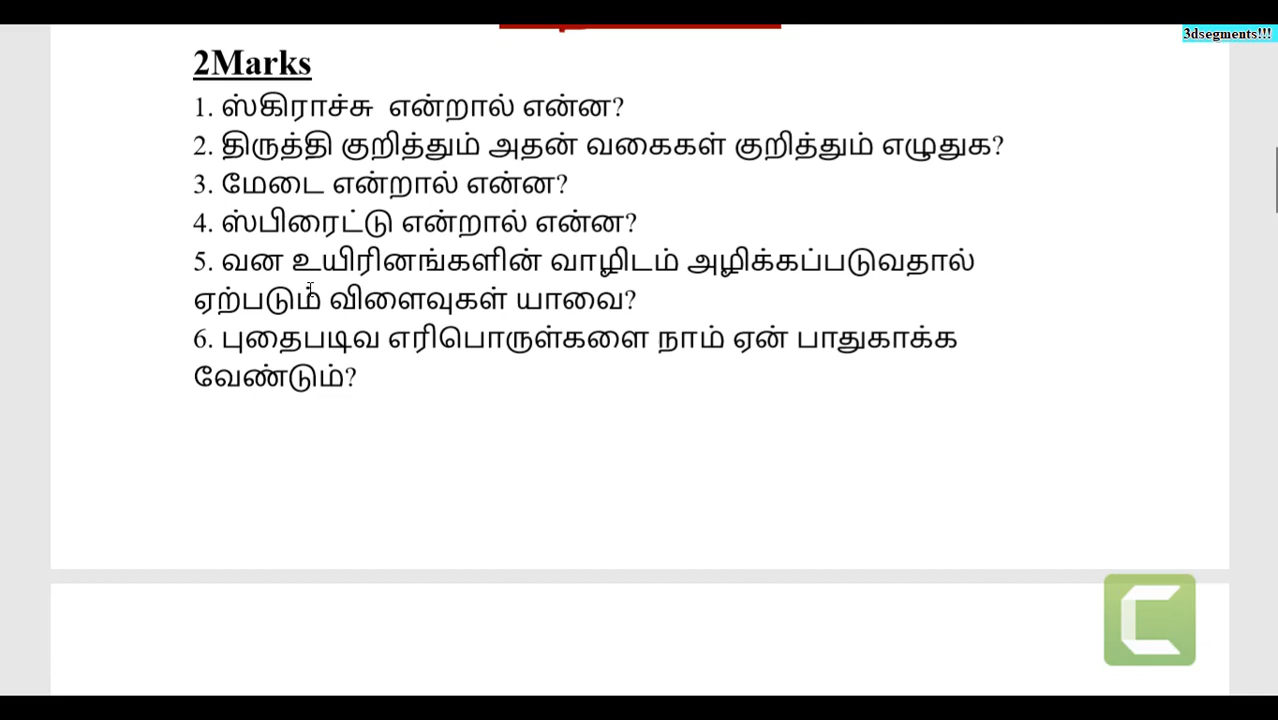 3dsegments!!!
2Marks
1. ஸ்கிராச்சு என்றால் என்ன?
2. திருத்தி குறித்தும் அதன் வகைகள் குறித்தும் எழுதுக?
3. மேடை என்றால் என்ன?
4. ஸ்பிரைட்டு என்றால் என்ன?
5. வன உயிரினங்களின் வாழிடம் அழிக்கப்படுவதால்
ஏற்படும் விளைவுகள் யாவை?
6. புதைபடிவ எரிபொருள்களை நாம் ஏன் பாதுகாக்க
வேண்டும்?